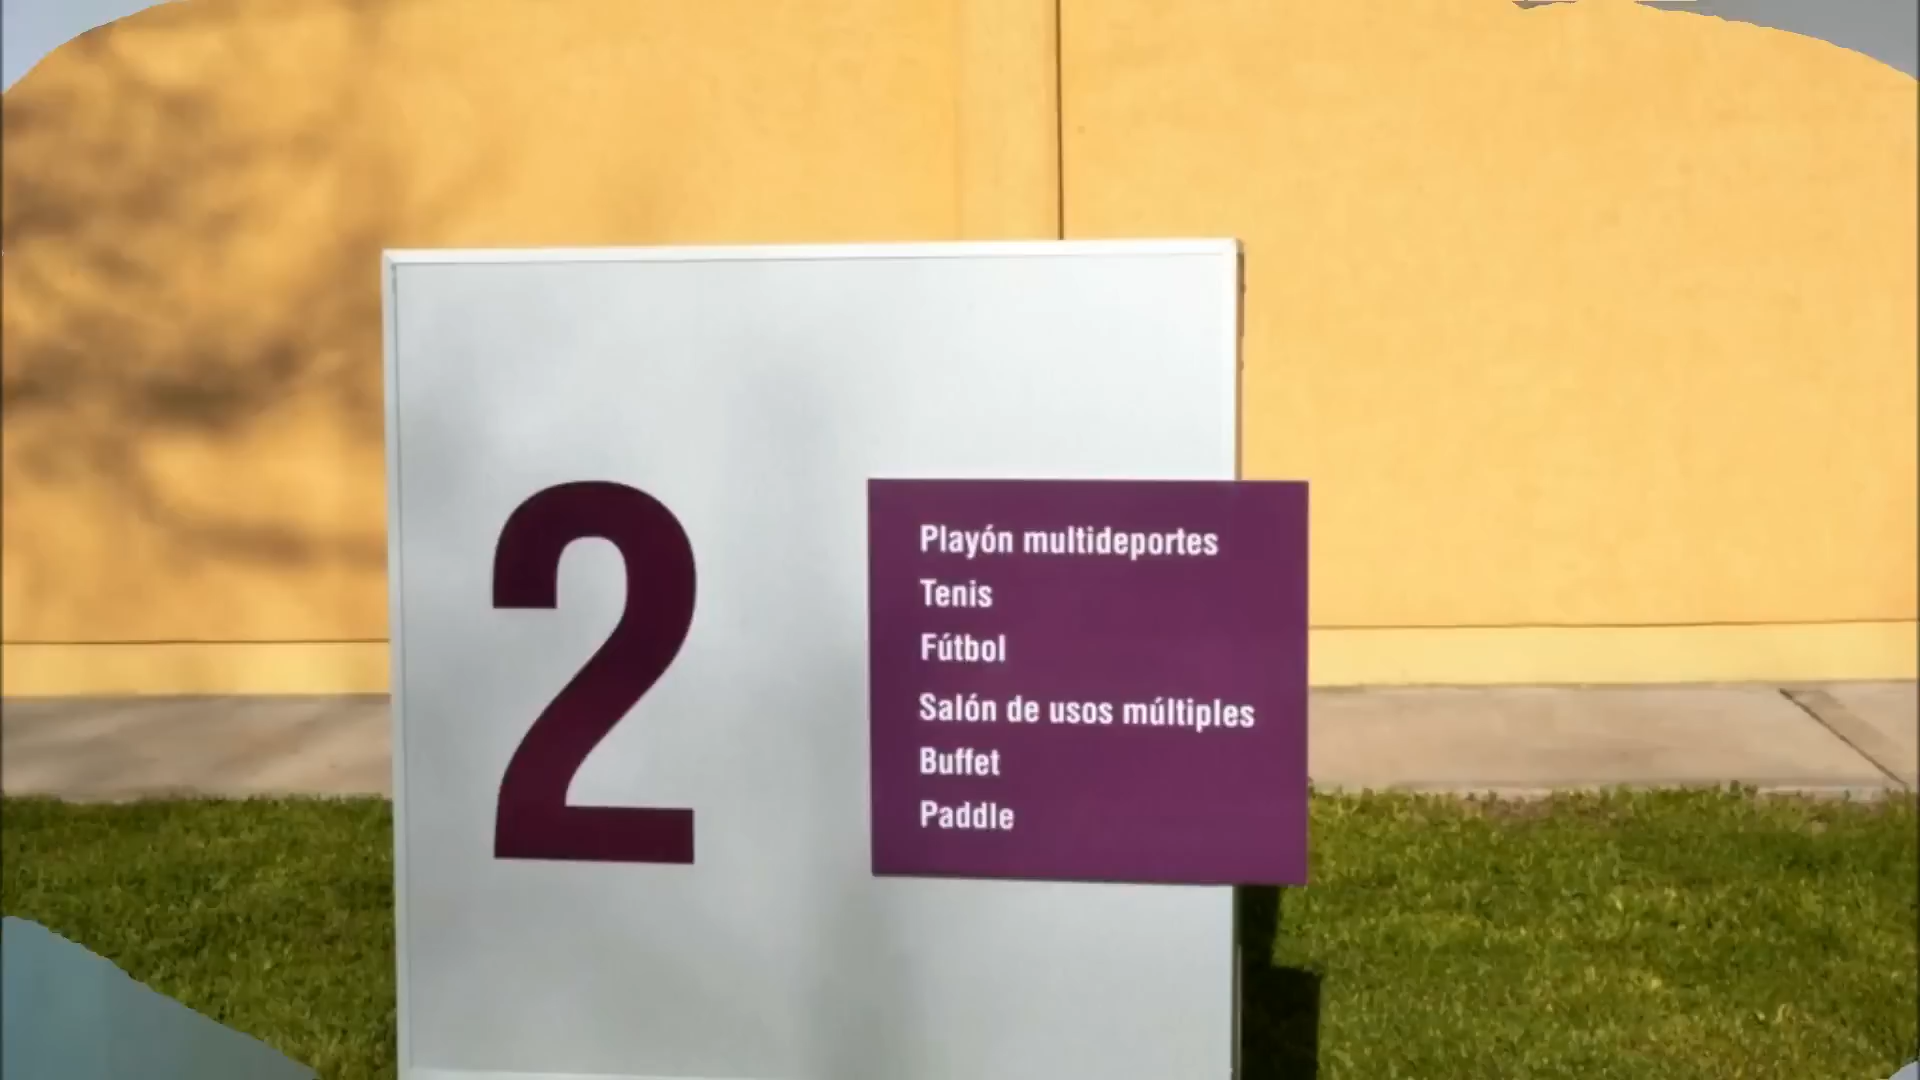 2
Playón multideportes
Tenis
Fútbol
Salón de usos múltiples
Buffet
Paddle